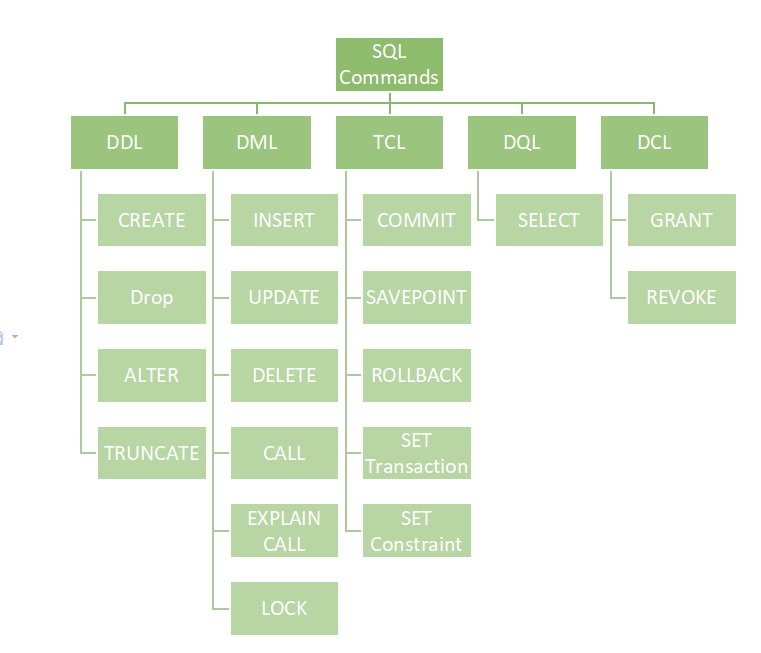 SQL
Commands
DDL
DML
TCL
DQL
DCL
CREATE
INSERT
COMMIT
SELECT
GRANT
Drop
UPDATE
SAVEPOINT
REVOKE
ALTER
DELETE
ROLLBACK
TRUNCATE
CALL
SET
Transaction
EXPLAIN
CALL
SET
Constraint
LOCK